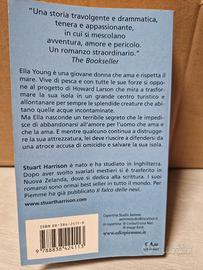 "Una storia travolgente e drammatica,
tenera e appassionante,
in cui si mescolano
avventura, amore e pericolo.
Un romanzo straordinario."
The Bookseller
Ella Young è una giovane donna che ama e rispetta il
mare. Vive di pesca e con tutte le sue forze si oppo-
ne al progetto di Howard Larson che mira a trasfor-
mare la sua isola in un grande centro turistico e
allontanare per sempre le splendide creature che abi-
tano quelle acque incontaminate.
Ma Ella nasconde un terribile segreto che le impedi-
sce di abbandonarsi all'amore per l'uomo che ama e
che la ama. E mentre qualcuno continua a distrugge-
re la sua attrezzatura, lei deve riuscire a difendersi da
una atroce accusa di omicidio e salvare la sua isola.
Stuart Harrison è nato e ha studiato in Inghilterra.
Dopo aver svolto svariati mestieri si è trasferito in
Nuova Zelanda, dove si dedica alla scrittura. I suoi
romanzi sono ormai best seller in tutto il mondo. Per
Piemme ha già pubblicato Il falco delle nevi.
www.stuartharrison.com
9 788838 424113
www.edizpiemme.it